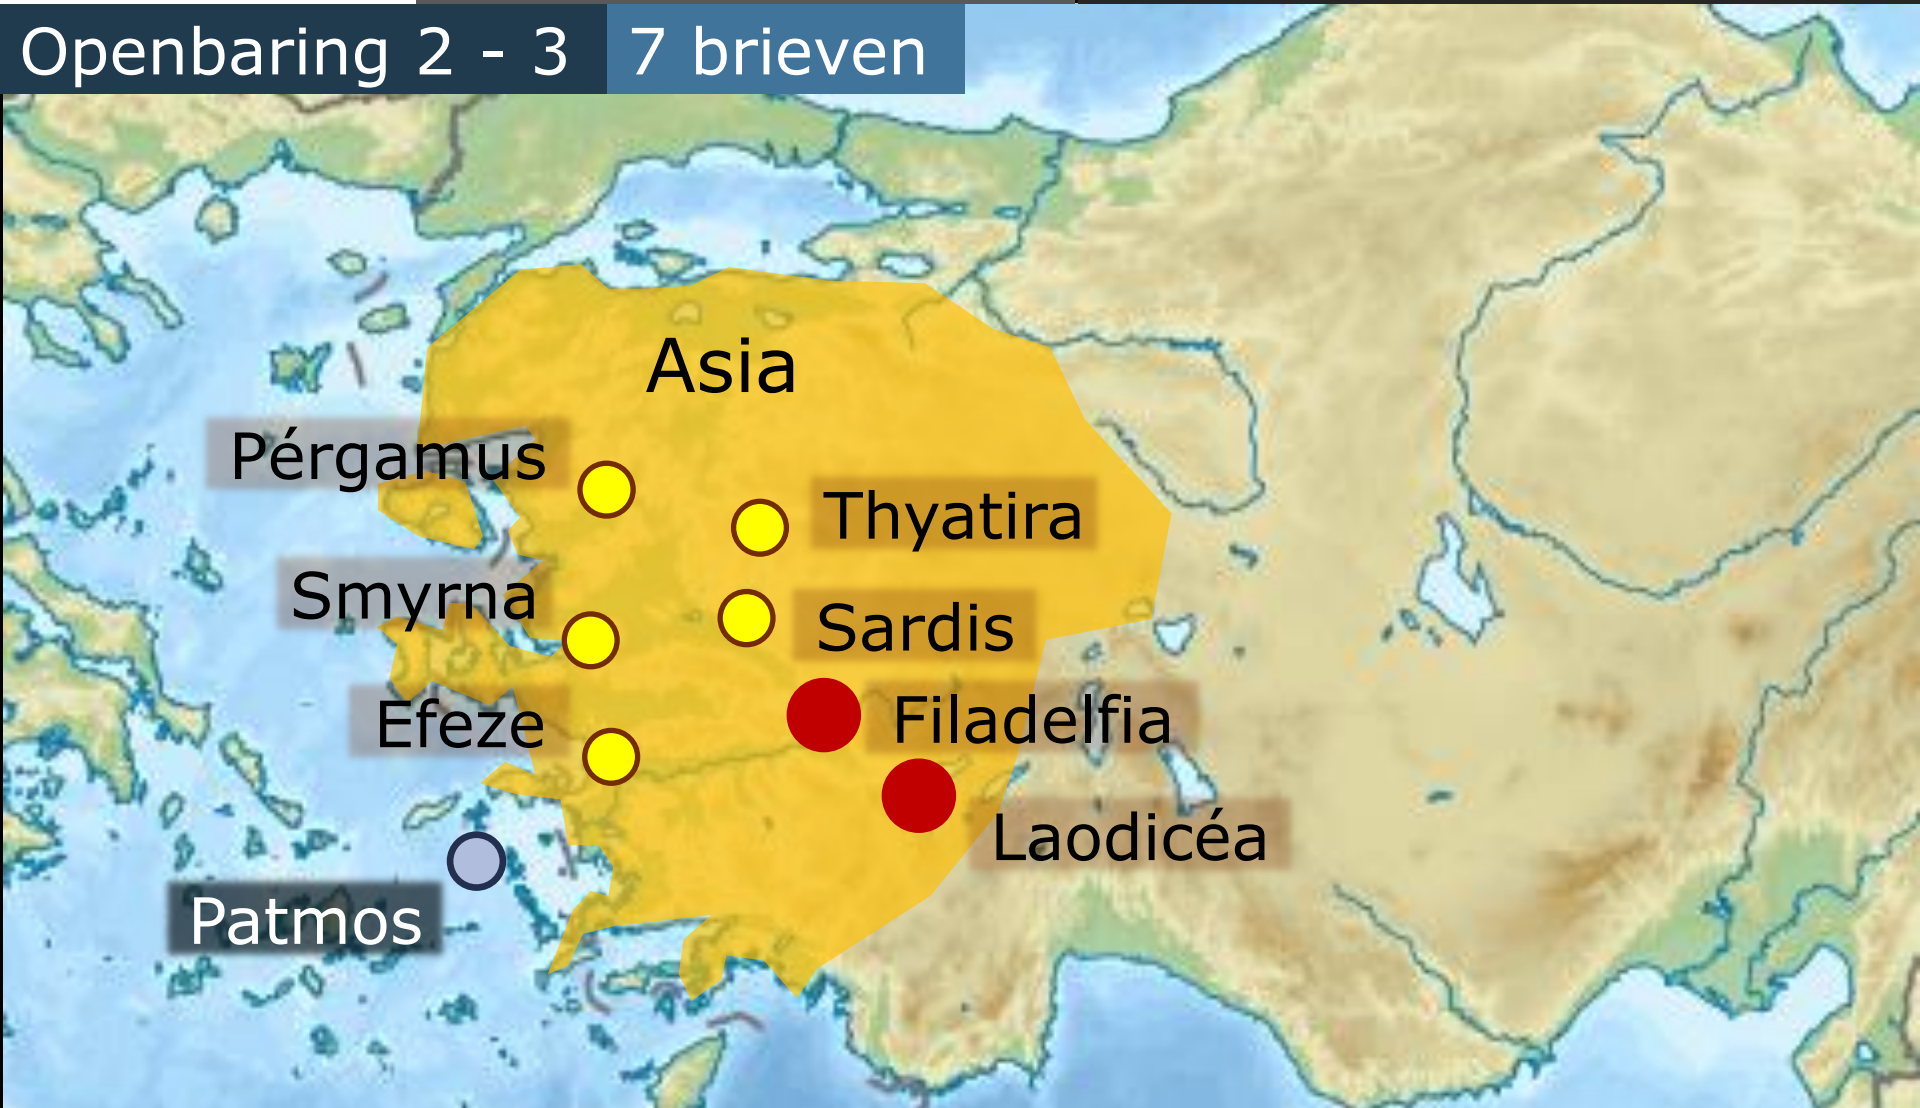 Openbaring 2 - 3 7 brieven
Asia
Pérgamus
Thyatira
Smyrna
Sardis
Efeze
Filadelfia
Laodicéa
Patmos